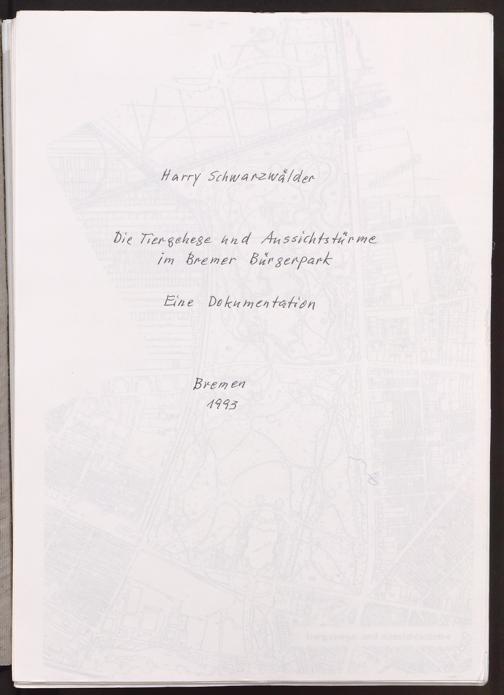 Harry Schwarzwälder
Die Tiergehege und Aussichtstürme
im Bremer Bürgerpark
Eine Dokumentation
Bremen
1993